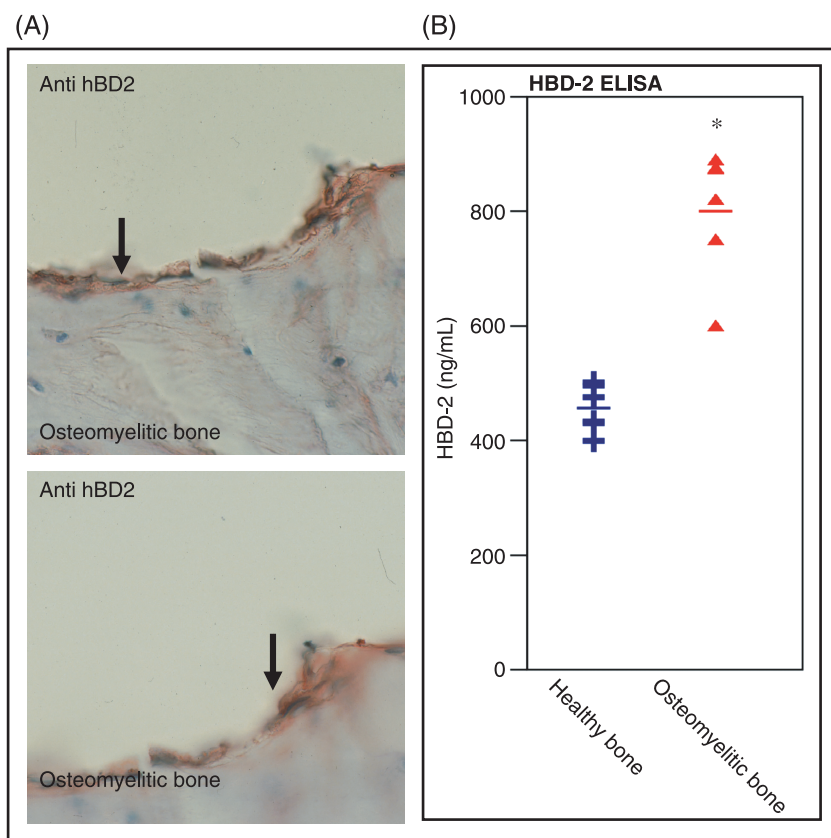 (A)
Anti hBD2
Osteomyelitic bone
Anti hBD2
Osteomyelitic bone
(B)
HBD-2 ELISA
HBD-2 (ng/mL)
1000
800
600
400
200
0
*
Healthy bone
Osteomyelitic bone